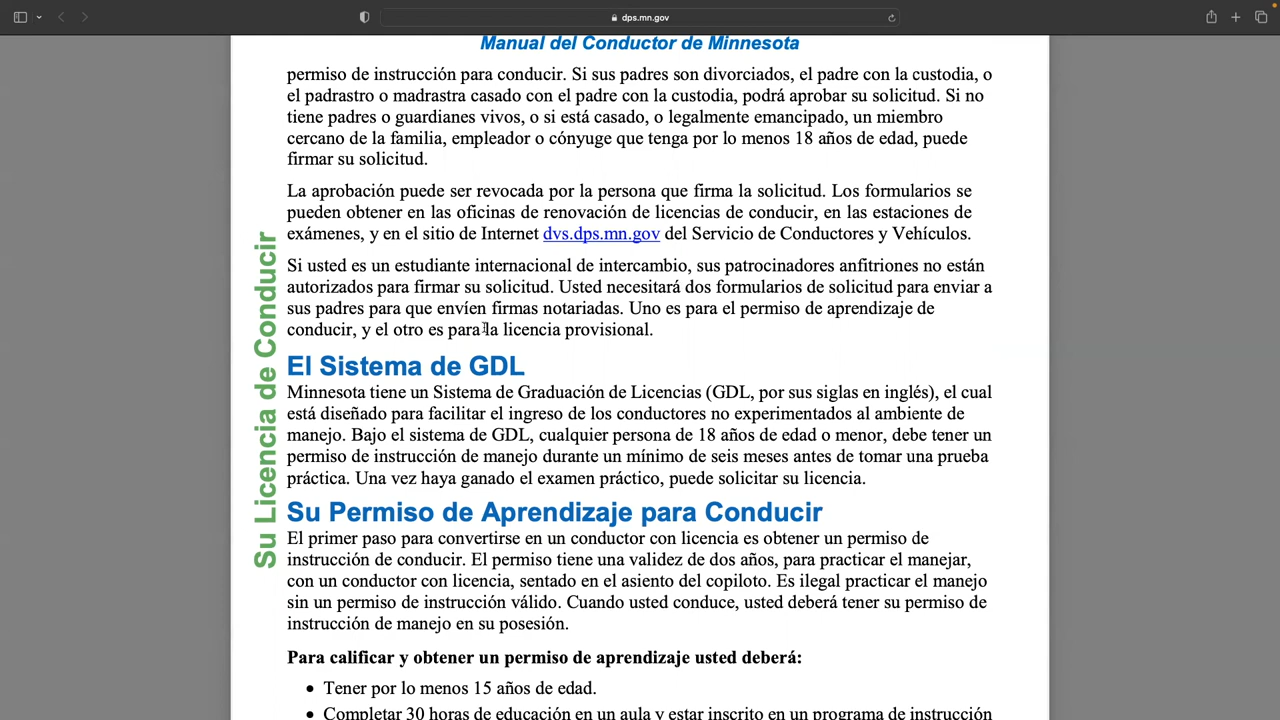 dps.mn.gov
Manual del Conductor de Minnesota
permiso de instrucción para conducir. Si sus padres son divorciados, el padre con la custodia, o
el padrastro o madrastra casado con el padre con la custodia, podrá aprobar su solicitud. Si no
tiene padres o guardianes vivos, o si está casado, o legalmente emancipado, un miembro
cercano de la familia, empleador o cónyuge que tenga por lo menos 18 años de edad, puede
firmar su solicitud.
La aprobación puede ser revocada por la persona que firma la solicitud. Los formularios se
pueden obtener en las oficinas de renovación de licencias de conducir, en las estaciones de
exámenes, y en el sitio de Internet dvs.dps.mn.gov del Servicio de Conductores y Vehículos.
Si usted es un estudiante internacional de intercambio, sus patrocinadores anfitriones no están
autorizados para firmar su solicitud. Usted necesitará dos formularios de solicitud para enviar a
sus padres para que envíen firmas notariadas. Uno es para el permiso de aprendizaje de
conducir, y el otro es para la licencia provisional.
Su Licencia de Conducir
El Sistema de GDL
Minnesota tiene un Sistema de Graduación de Licencias (GDL, por sus siglas en inglés), el cual
está diseñado para facilitar el ingreso de los conductores no experimentados al ambiente de
manejo. Bajo el sistema de GDL, cualquier persona de 18 años de edad o menor, debe tener un
permiso de instrucción de manejo durante un mínimo de seis meses antes de tomar una prueba
práctica. Una vez haya ganado el examen práctico, puede solicitar su licencia.
Su Permiso de Aprendizaje para Conducir
El primer paso para convertirse en un conductor con licencia es obtener un permiso de
instrucción de conducir. El permiso tiene una validez de dos años, para practicar el manejar,
con un conductor con licencia, sentado en el asiento del copiloto. Es ilegal practicar el manejo
sin un permiso de instrucción válido. Cuando usted conduce, usted deberá tener su permiso de
instrucción de manejo en su posesión.
Para calificar y obtener un permiso de aprendizaje usted deberá:
• Tener por lo menos 15 años de edad.
• Completar 30 horas de educación en un aula y estar inscrito en un programa de instrucción